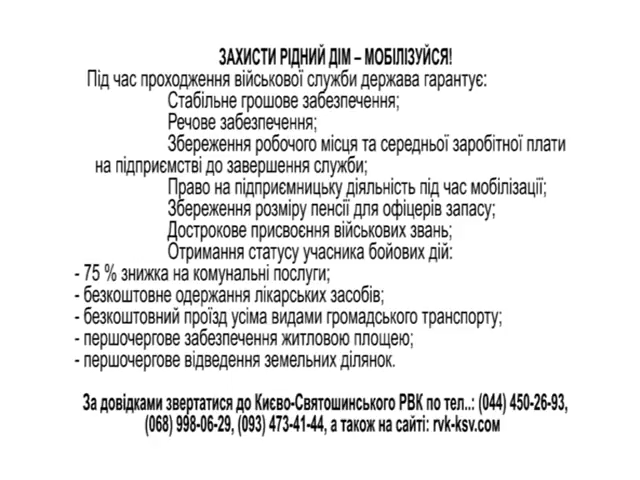 ЗАХИСТИ РІДНИЙ ДІМ – МОБІЛІЗУЙСЯ!
Під час проходження військової служби держава гарантує:
Стабільне грошове забезпечення;
Речове забезпечення;
Збереження робочого місця та середньої заробітної плати
на підприємстві до завершення служби;
Право на підприємницьку діяльність під час мобілізації;
Збереження розміру пенсії для офіцерів запасу;
Дострокове присвоєння військових звань;
Отримання статусу учасника бойових дій:
- 75 % знижка на комунальні послуги;
- безкоштовне одержання лікарських засобів;
- безкоштовний проїзд усіма видами громадського транспорту;
- першочергове забезпечення житловою площею;
- першочергове відведення земельних ділянок.
За довідками звертатися до Києво-Святошинського РВК по тел..: (044) 450-26-93,
(068) 998-06-29, (093) 473-41-44, а також на сайті: rvk-ksv.com